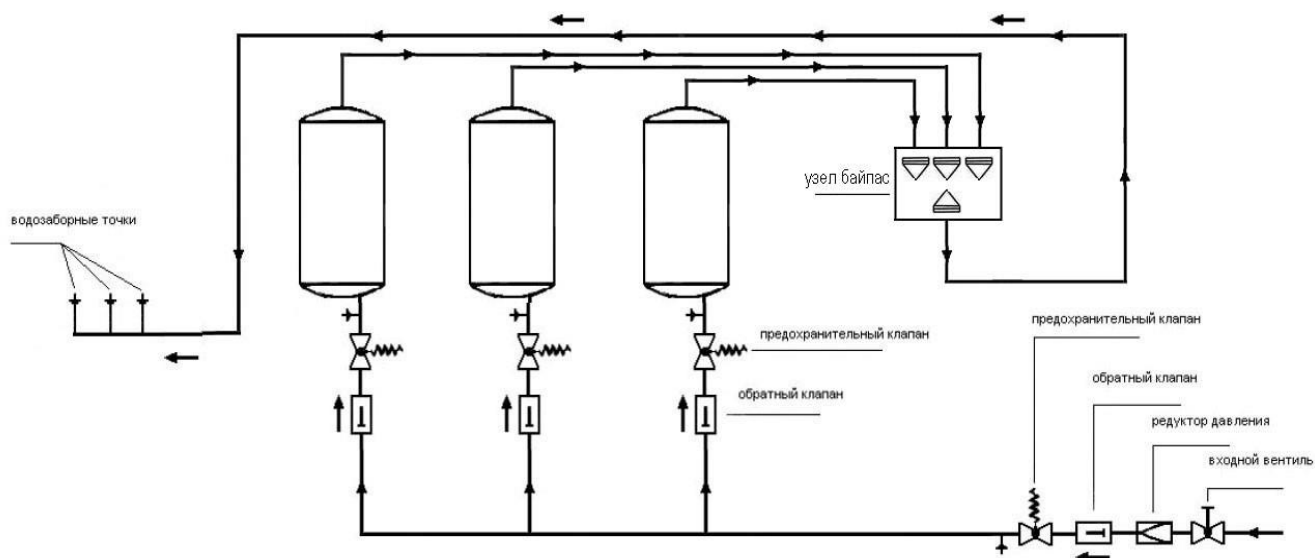 узел байпас
водозаборные точки
предохранительный клапан
предохранительный клапан
обратный клапан
обратный клапан
редуктор давления
входной вентиль